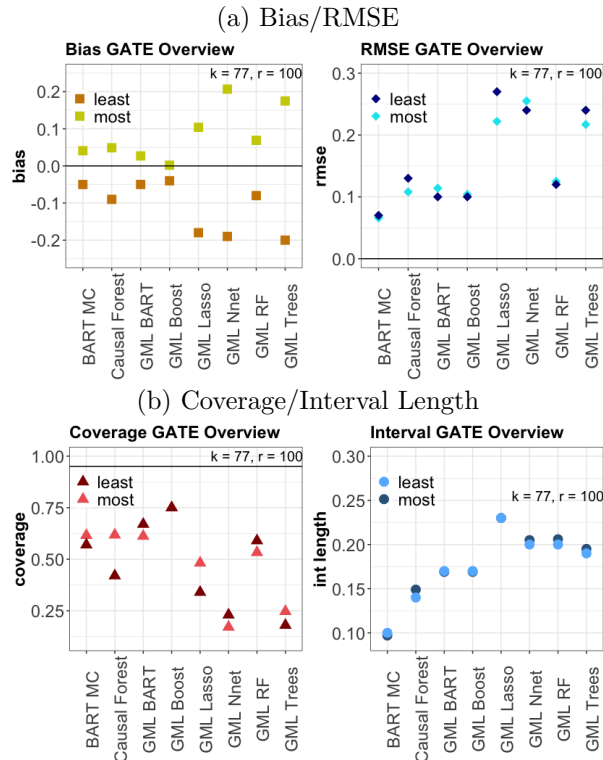 (a) Bias/RMSE
Bias GATE Overview
k = 77, r = 100
least
most
bias
0.2
0.1
0.0
-0.1
-0.2
BART MC
Causal Forest
GML BART
GML Boost
GML Lasso
GML Nnet
GML RF
GML Trees
RMSE GATE Overview
k = 77, r = 100
least
most
rmse
0.3
0.2
0.1
0.0
BART MC
Causal Forest
GML BART
GML Boost
GML Lasso
GML Nnet
GML RF
GML Trees
(b) Coverage/Interval Length
Coverage GATE Overview
k = 77, r = 100
least
most
coverage
1.00
0.75
0.50
0.25
BART MC
Causal Forest
GML BART
GML Boost
GML Lasso
GML Nnet
GML RF
GML Trees
Interval GATE Overview
least
most
k = 77, r = 100
int length
0.30
0.25
0.20
0.15
0.10
BART MC
Causal Forest
GML BART
GML Boost
GML Lasso
GML Nnet
GML RF
GML Trees